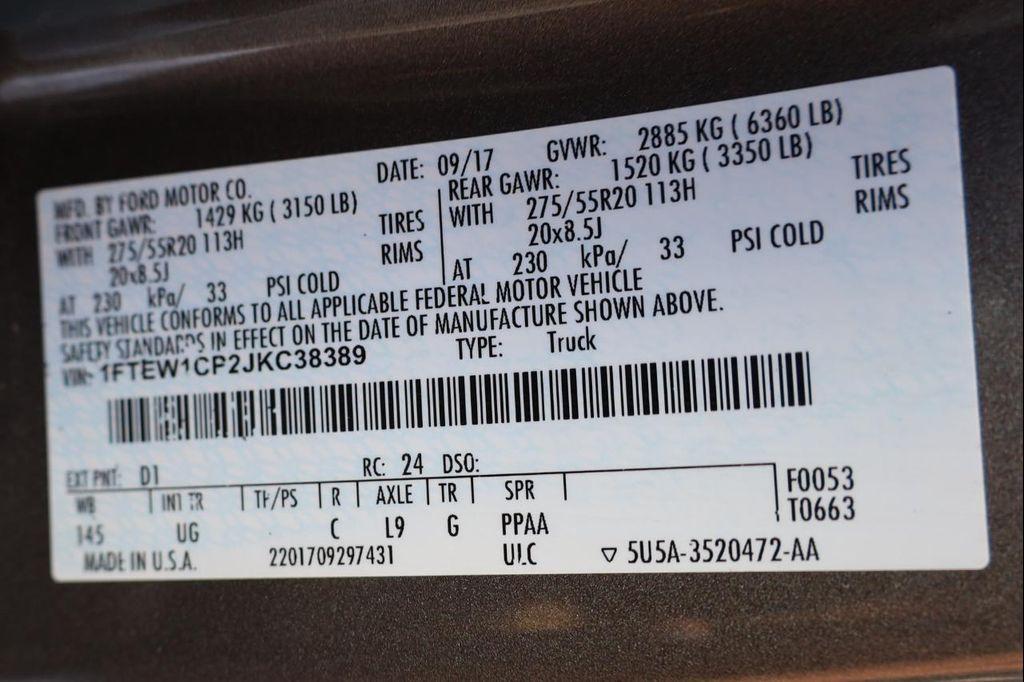 MFD. BY FORD MOTOR CO. DATE: 09/17 GVWR: 2885 KG ( 6360 LB)
FRONT GAWR: 1429 KG ( 3150 LB) REAR GAWR: 1520 KG ( 3350 LB)
WITH 275/55R20 113H TIRES WITH 275/55R20 113H TIRES
20x8.5J RIMS 20x8.5J RIMS
AT 230 kPa/ 33 PSI COLD AT 230 kPa/ 33 PSI COLD
THIS VEHICLE CONFORMS TO ALL APPLICABLE FEDERAL MOTOR VEHICLE
SAFETY STANDARDS IN EFFECT ON THE DATE OF MANUFACTURE SHOWN ABOVE.
VIN: 1FTEW1CP2JKC38389 TYPE: Truck
EXT PNT: D1 RC: 24 DSO:
WB INT TR TP/PS R AXLE TR SPR F0053
145 UG C L9 G PPAA T0663
MADE IN U.S.A. 2201709297431 ULC ▽ 5U5A-3520472-AA